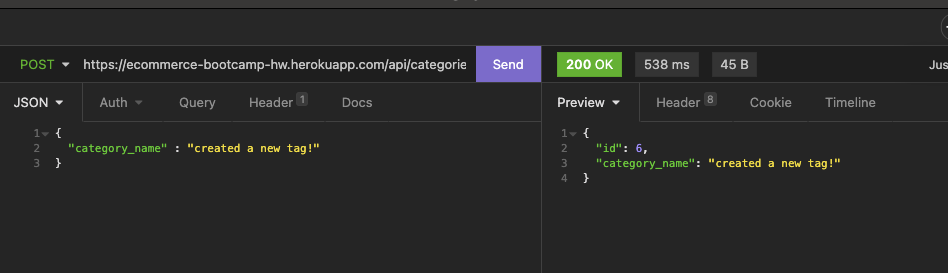 POST https://ecommerce-bootcamp-hw.herokuapp.com/api/categorie Send 200 OK 538 ms 45 B Jus
JSON Auth Query Header 1 Docs Preview Header 8 Cookie Timeline
1 {
2 "category_name" : "created a new tag!"
3 }
1 {
2 "id": 6,
3 "category_name": "created a new tag!"
4 }